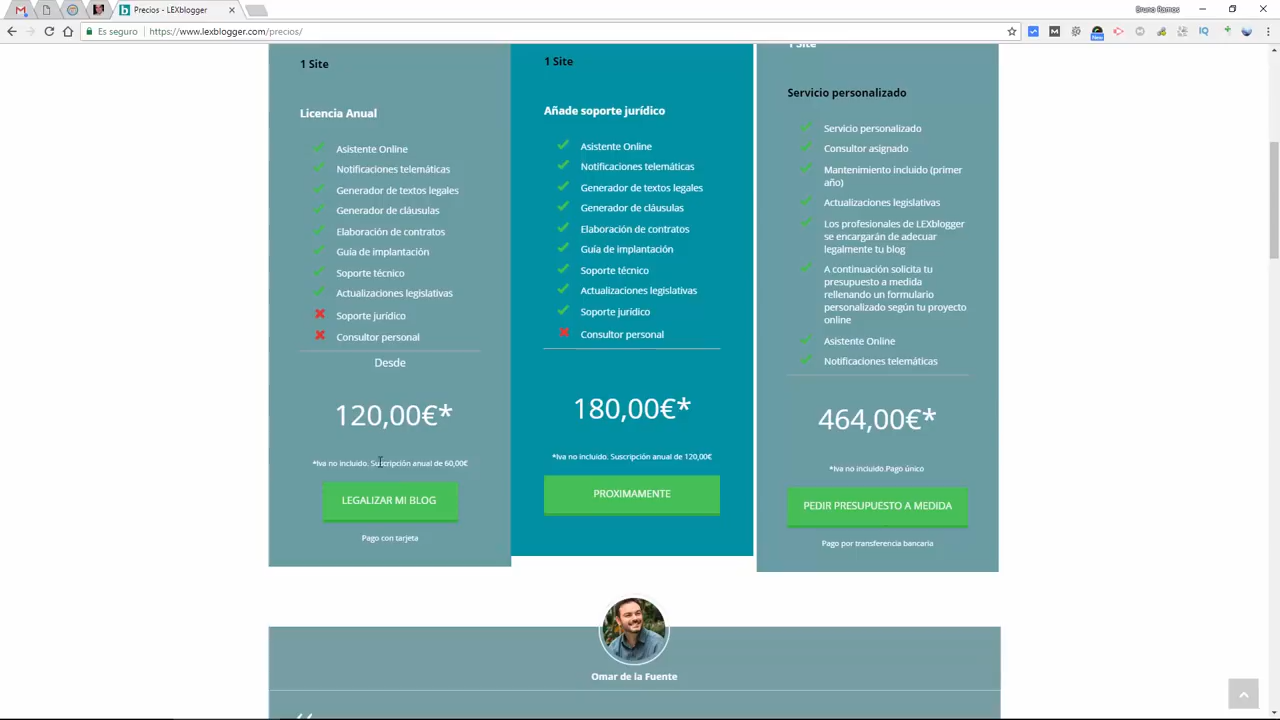 Precios - LEXblogger
Bruno Ramos
Es seguro
https://www.lexblogger.com/precios/
New
1 Site
Licencia Anual
Asistente Online
Notificaciones telemáticas
Generador de textos legales
Generador de cláusulas
Elaboración de contratos
Guía de implantación
Soporte técnico
Actualizaciones legislativas
Soporte jurídico
Consultor personal
Desde
120,00€*
*Iva no incluido. Suscripción anual de 60,00€
LEGALIZAR MI BLOG
Pago con tarjeta
1 Site
Añade soporte jurídico
Asistente Online
Notificaciones telemáticas
Generador de textos legales
Generador de cláusulas
Elaboración de contratos
Guía de implantación
Soporte técnico
Actualizaciones legislativas
Soporte jurídico
Consultor personal
180,00€*
*Iva no incluido. Suscripción anual de 120,00€
PROXIMAMENTE
1 Site
Servicio personalizado
Servicio personalizado
Consultor asignado
Mantenimiento incluido (primer
año)
Actualizaciones legislativas
Los profesionales de LEXblogger
se encargarán de adecuar
legalmente tu blog
A continuación solicita tu
presupuesto a medida
rellenando un formulario
personalizado según tu proyecto
online
Asistente Online
Notificaciones telemáticas
464,00€*
*Iva no incluido.Pago único
PEDIR PRESUPUESTO A MEDIDA
Pago por transferencia bancaria
Omar de la Fuente